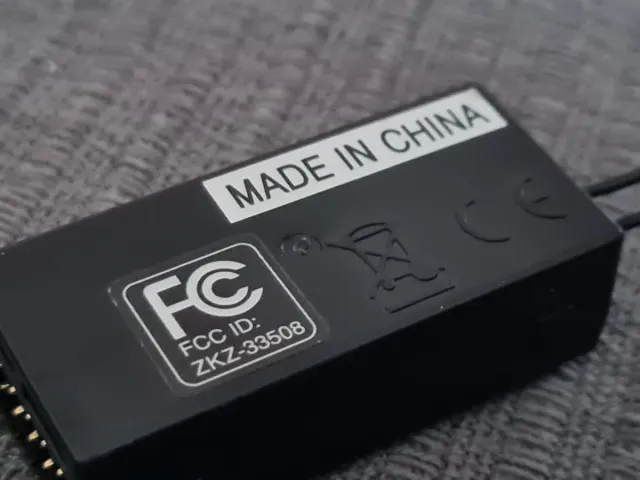 MADE IN CHINA
CE
FC
FCC ID:
ZKZ-33508